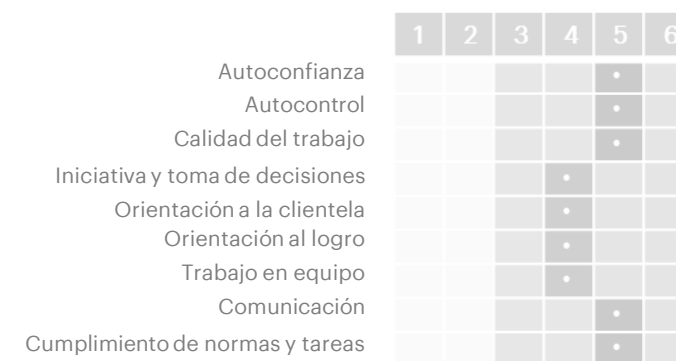 1 2 3 4 5 6
Autoconfianza
Autocontrol
Calidad del trabajo
Iniciativa y toma de decisiones
Orientación a la clientela
Orientación al logro
Trabajo en equipo
Comunicación
Cumplimiento de normas y tareas